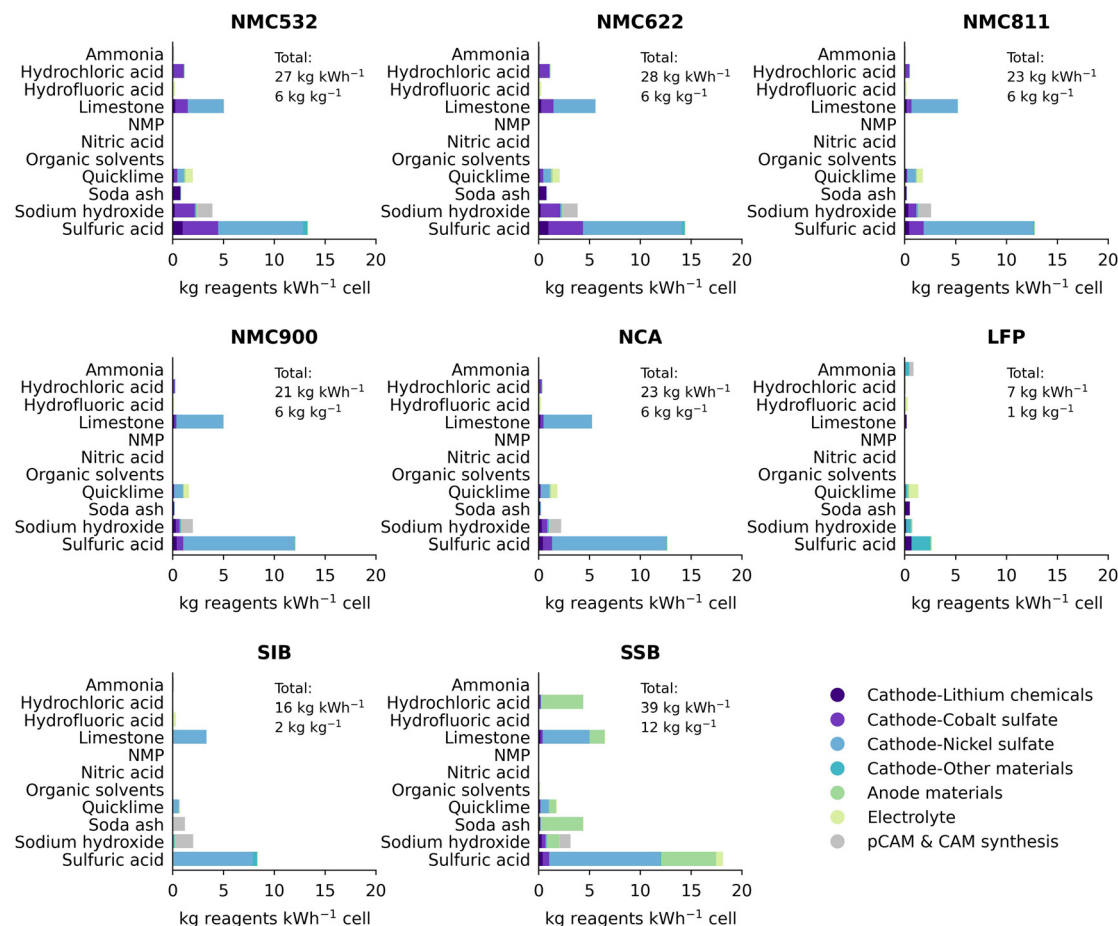 NMC532
Ammonia
Hydrochloric acid
Hydrofluoric acid
Limestone
NMP
Nitric acid
Organic solvents
Quicklime
Soda ash
Sodium hydroxide
Sulfuric acid
Total:
27 kg kWh⁻¹
6 kg kg⁻¹
0 5 10 15 20
kg reagents kWh⁻¹ cell
NMC622
Ammonia
Hydrochloric acid
Hydrofluoric acid
Limestone
NMP
Nitric acid
Organic solvents
Quicklime
Soda ash
Sodium hydroxide
Sulfuric acid
Total:
28 kg kWh⁻¹
6 kg kg⁻¹
0 5 10 15 20
kg reagents kWh⁻¹ cell
NMC811
Ammonia
Hydrochloric acid
Hydrofluoric acid
Limestone
NMP
Nitric acid
Organic solvents
Quicklime
Soda ash
Sodium hydroxide
Sulfuric acid
Total:
23 kg kWh⁻¹
6 kg kg⁻¹
0 5 10 15 20
kg reagents kWh⁻¹ cell
NMC900
Ammonia
Hydrochloric acid
Hydrofluoric acid
Limestone
NMP
Nitric acid
Organic solvents
Quicklime
Soda ash
Sodium hydroxide
Sulfuric acid
Total:
21 kg kWh⁻¹
6 kg kg⁻¹
0 5 10 15 20
kg reagents kWh⁻¹ cell
NCA
Ammonia
Hydrochloric acid
Hydrofluoric acid
Limestone
NMP
Nitric acid
Organic solvents
Quicklime
Soda ash
Sodium hydroxide
Sulfuric acid
Total:
23 kg kWh⁻¹
6 kg kg⁻¹
0 5 10 15 20
kg reagents kWh⁻¹ cell
LFP
Ammonia
Hydrochloric acid
Hydrofluoric acid
Limestone
NMP
Nitric acid
Organic solvents
Quicklime
Soda ash
Sodium hydroxide
Sulfuric acid
Total:
7 kg kWh⁻¹
1 kg kg⁻¹
0 5 10 15 20
kg reagents kWh⁻¹ cell
SIB
Ammonia
Hydrochloric acid
Hydrofluoric acid
Limestone
NMP
Nitric acid
Organic solvents
Quicklime
Soda ash
Sodium hydroxide
Sulfuric acid
Total:
16 kg kWh⁻¹
2 kg kg⁻¹
0 5 10 15 20
kg reagents kWh⁻¹ cell
SSB
Ammonia
Hydrochloric acid
Hydrofluoric acid
Limestone
NMP
Nitric acid
Organic solvents
Quicklime
Soda ash
Sodium hydroxide
Sulfuric acid
Total:
39 kg kWh⁻¹
12 kg kg⁻¹
0 5 10 15 20
kg reagents kWh⁻¹ cell
Cathode-Lithium chemicals
Cathode-Cobalt sulfate
Cathode-Nickel sulfate
Cathode-Other materials
Anode materials
Electrolyte
pCAM & CAM synthesis